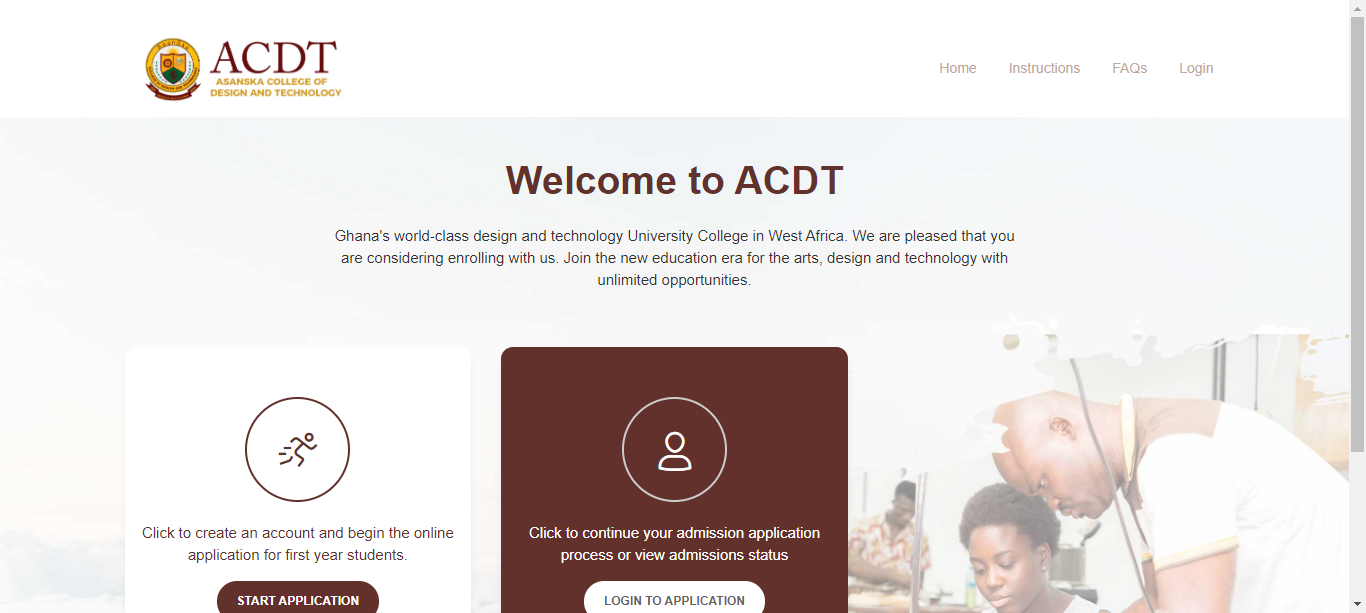 ACDT
ASANSKA COLLEGE OF
DESIGN AND TECHNOLOGY
Home
Instructions
FAQs
Login
Welcome to ACDT
Ghana's world-class design and technology University College in West Africa. We are pleased that you
are considering enrolling with us. Join the new education era for the arts, design and technology with
unlimited opportunities.
Click to create an account and begin the online
application for first year students.
START APPLICATION
Click to continue your admission application
process or view admissions status
LOGIN TO APPLICATION